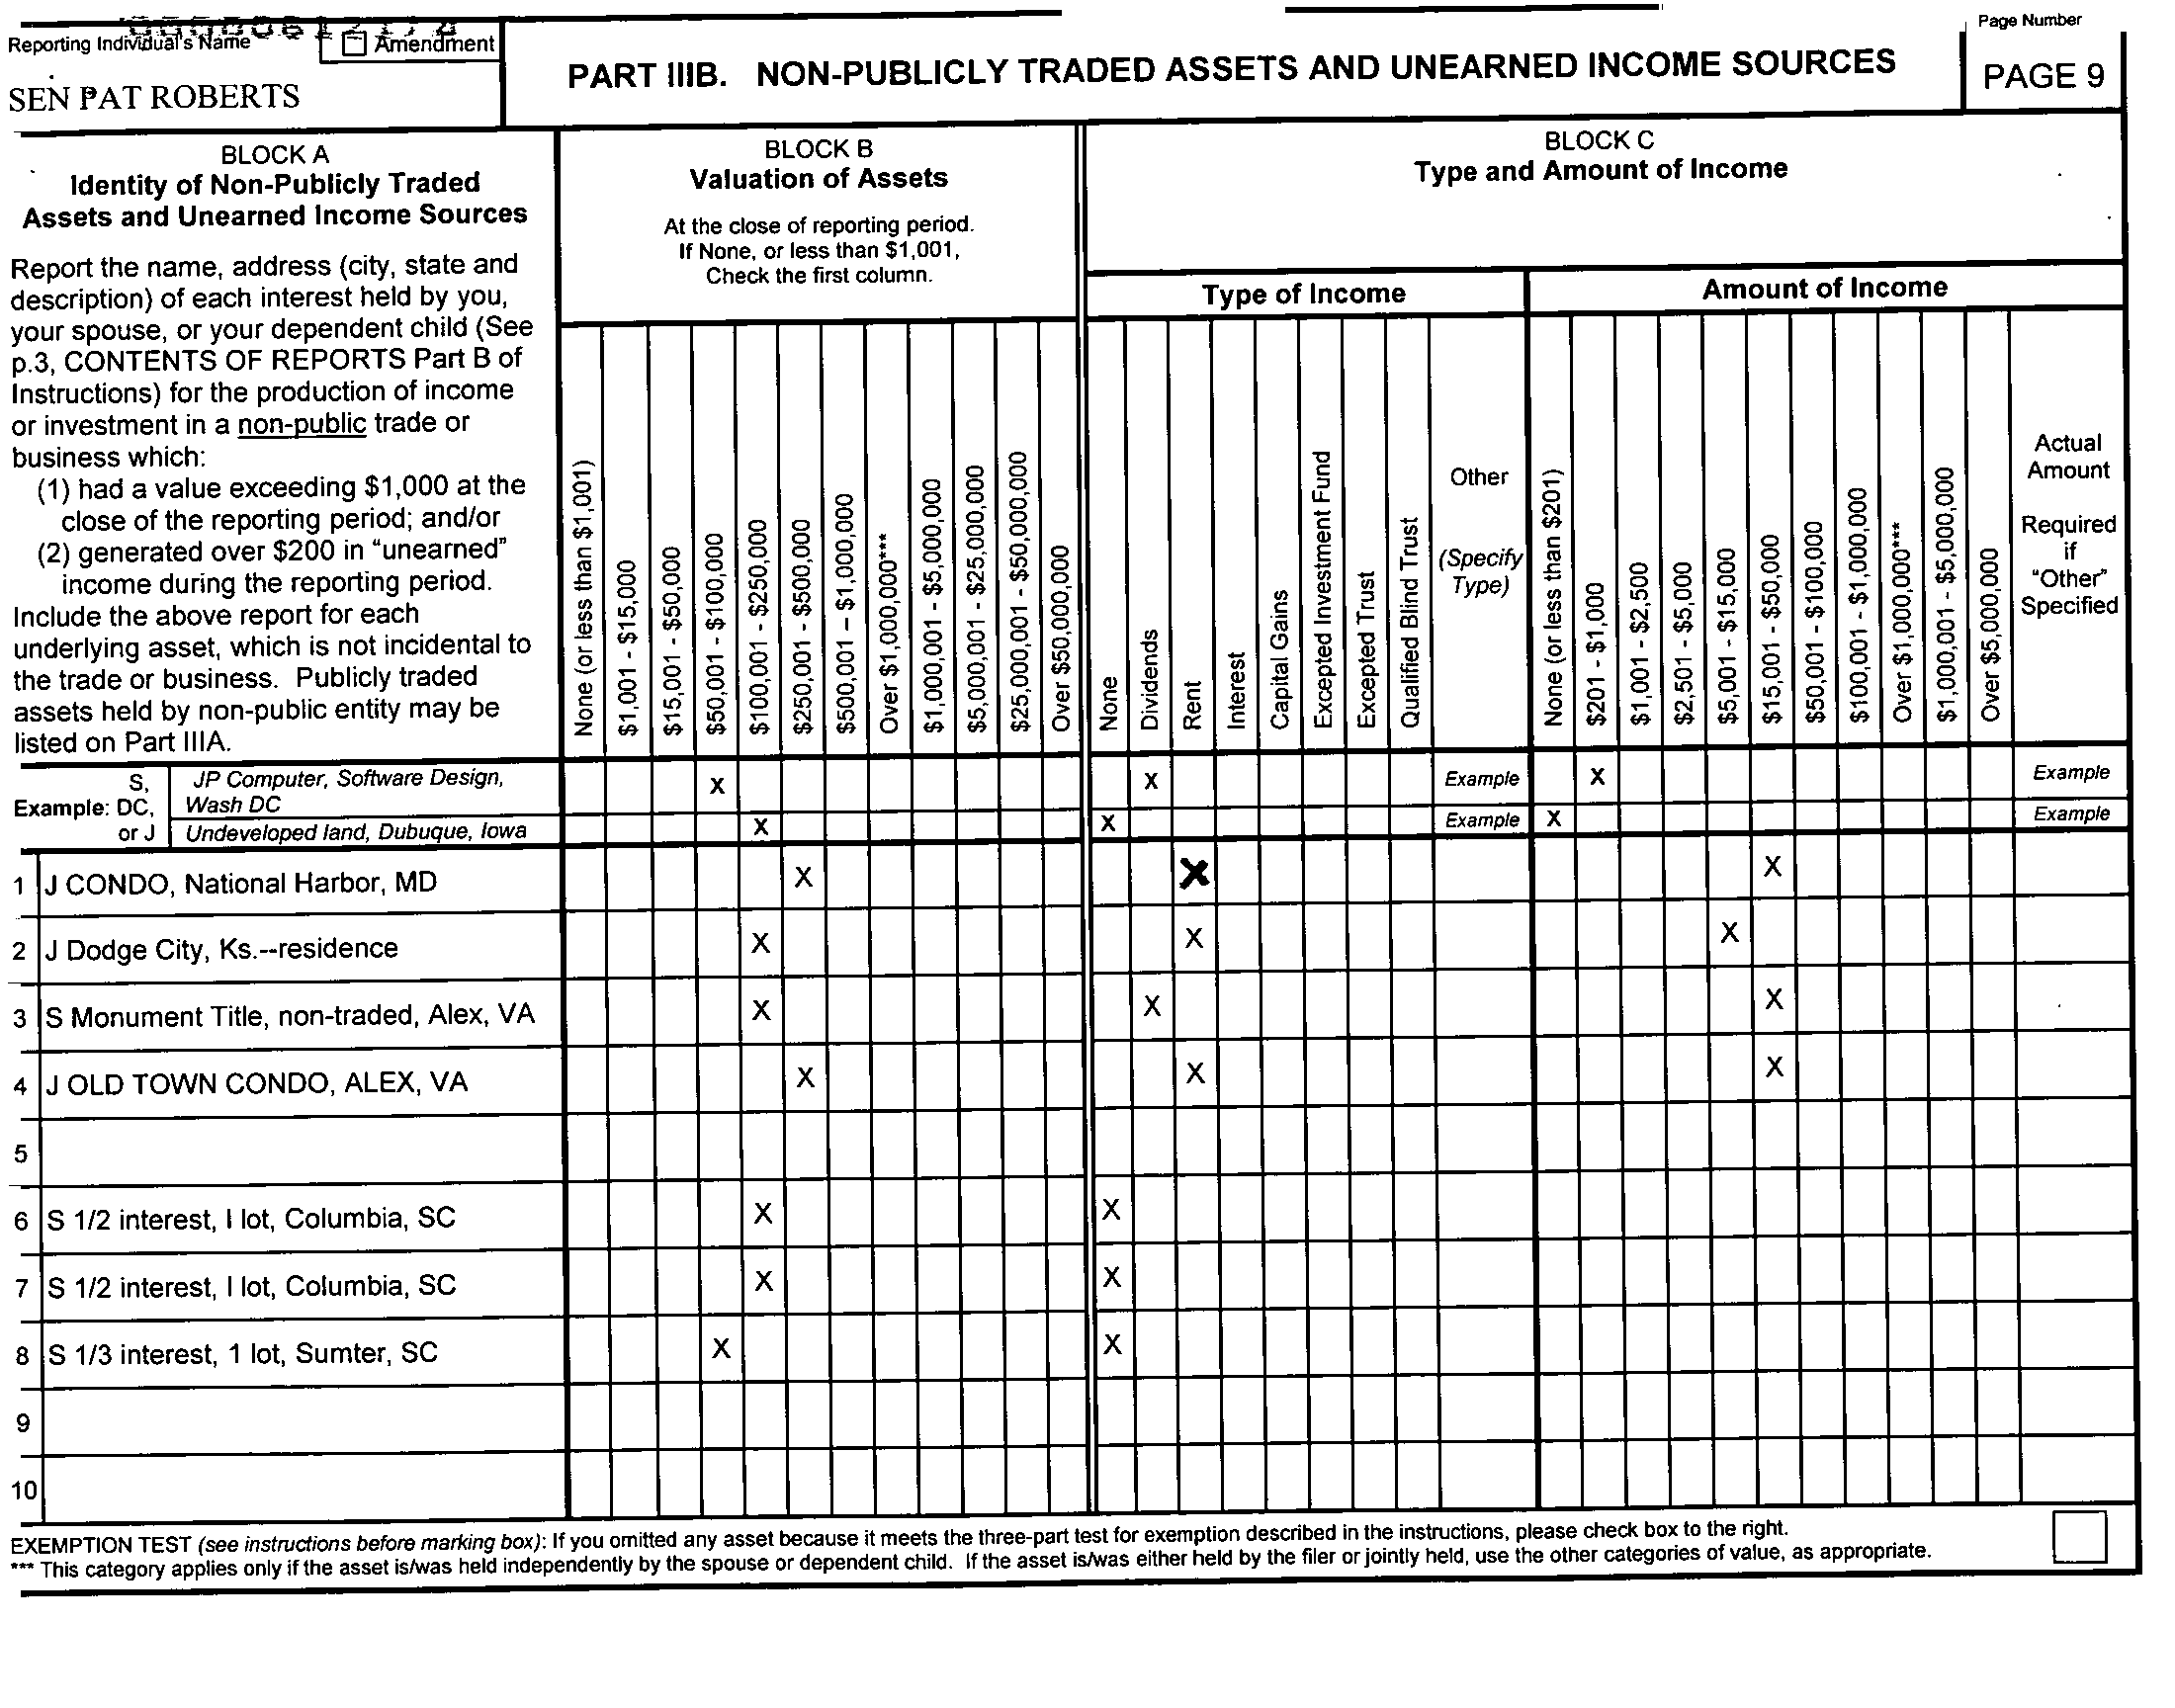 Reporting Individual's Name
Amendment
SEN PAT ROBERTS
PART IIIB. NON-PUBLICLY TRADED ASSETS AND UNEARNED INCOME SOURCES
Page Number
PAGE 9
BLOCK A
Identity of Non-Publicly Traded
Assets and Unearned Income Sources
Report the name, address (city, state and
description) of each interest held by you,
your spouse, or your dependent child (See
p.3, CONTENTS OF REPORTS Part B of
Instructions) for the production of income
or investment in a non-public trade or
business which:
(1) had a value exceeding $1,000 at the
close of the reporting period; and/or
(2) generated over $200 in "unearned"
income during the reporting period.
Include the above report for each
underlying asset, which is not incidental to
the trade or business. Publicly traded
assets held by non-public entity may be
listed on Part IIIA.
BLOCK B
Valuation of Assets
At the close of reporting period.
If None, or less than $1,001,
Check the first column.
None (or less than $1,001)
$1,001 - $15,000
$15,001 - $50,000
$50,001 - $100,000
$100,001 - $250,000
$250,001 - $500,000
$500,001 – $1,000,000
Over $1,000,000***
$1,000,001 - $5,000,000
$5,000,001 - $25,000,000
$25,000,001 - $50,000,000
Over $50,000,000
BLOCK C
Type and Amount of Income
Type of Income
None
Dividends
Rent
Interest
Capital Gains
Excepted Investment Fund
Excepted Trust
Qualified Blind Trust
Other
(Specify
Type)
Amount of Income
None (or less than $201)
$201 - $1,000
$1,001 - $2,500
$2,501 - $5,000
$5,001 - $15,000
$15,001 - $50,000
$50,001 - $100,000
$100,001 - $1,000,000
Over $1,000,000***
$1,000,001 - $5,000,000
Over $5,000,000
Actual
Amount
Required
if
"Other"
Specified
Example: S,
DC,
or J
JP Computer, Software Design,
Wash DC
X X Example X Example
Undeveloped land, Dubuque, Iowa X X Example X Example
1 J CONDO, National Harbor, MD X X X
2 J Dodge City, Ks.--residence X X X
3 S Monument Title, non-traded, Alex, VA X X X
4 J OLD TOWN CONDO, ALEX, VA X X X
5
6 S 1/2 interest, I lot, Columbia, SC X X
7 S 1/2 interest, I lot, Columbia, SC X X
8 S 1/3 interest, 1 lot, Sumter, SC X X
9
10
EXEMPTION TEST (see instructions before marking box): If you omitted any asset because it meets the three-part test for exemption described in the instructions, please check box to the right.
*** This category applies only if the asset is/was held independently by the spouse or dependent child. If the asset is/was either held by the filer or jointly held, use the other categories of value, as appropriate.